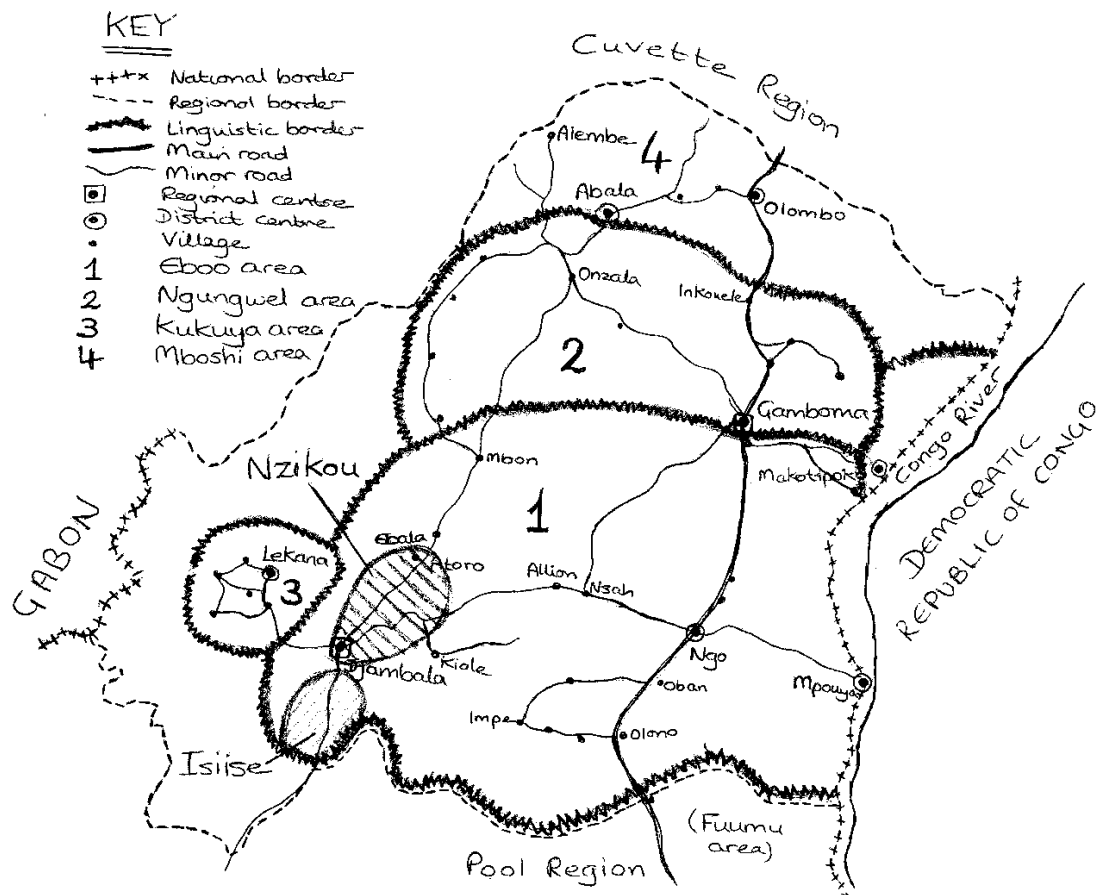 KEY
National border
Regional border
Linguistic border
Main road
Minor road
Regional centre
District centre
Village
1 Eboo area
2 Ngungwel area
3 Kukuya area
4 Mboshi area
Cuvette Region
Alembe
4
Abala
Olombo
Onzala
Inkouele
2
Gamboma
Makotipoko
Congo River
DEMOCRATIC
REPUBLIC OF CONGO
GABON
Nzikou
Mbon
1
Ebala
Atoro
Lekana
3
Allion
Nsah
Ngo
Mpouya
Djambala
Kiole
Oban
Impe
Olono
Isiise
(Fuumu
area)
Pool Region